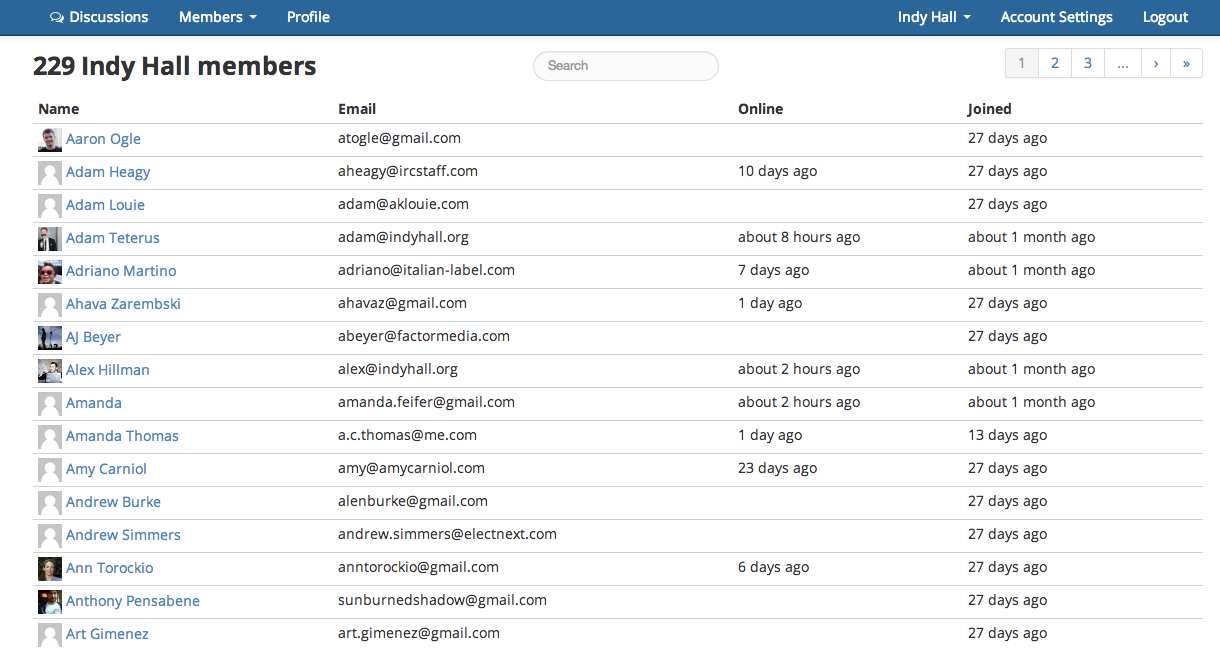 Discussions Members Profile Indy Hall Account Settings Logout
229 Indy Hall members Search 1 2 3 ... › »
Name Email Online Joined
Aaron Ogle atogle@gmail.com 27 days ago
Adam Heagy aheagy@ircstaff.com 10 days ago 27 days ago
Adam Louie adam@aklouie.com 27 days ago
Adam Teterus adam@indyhall.org about 8 hours ago about 1 month ago
Adriano Martino adriano@italian-label.com 7 days ago about 1 month ago
Ahava Zarembski ahavaz@gmail.com 1 day ago 27 days ago
AJ Beyer abeyer@factormedia.com 27 days ago
Alex Hillman alex@indyhall.org about 2 hours ago about 1 month ago
Amanda amanda.feifer@gmail.com about 2 hours ago about 1 month ago
Amanda Thomas a.c.thomas@me.com 1 day ago 13 days ago
Amy Carniol amy@amycarniol.com 23 days ago 27 days ago
Andrew Burke alenburke@gmail.com 27 days ago
Andrew Simmers andrew.simmers@electnext.com 27 days ago
Ann Torockio anntorockio@gmail.com 6 days ago 27 days ago
Anthony Pensabene sunburnedshadow@gmail.com 27 days ago
Art Gimenez art.gimenez@gmail.com 27 days ago